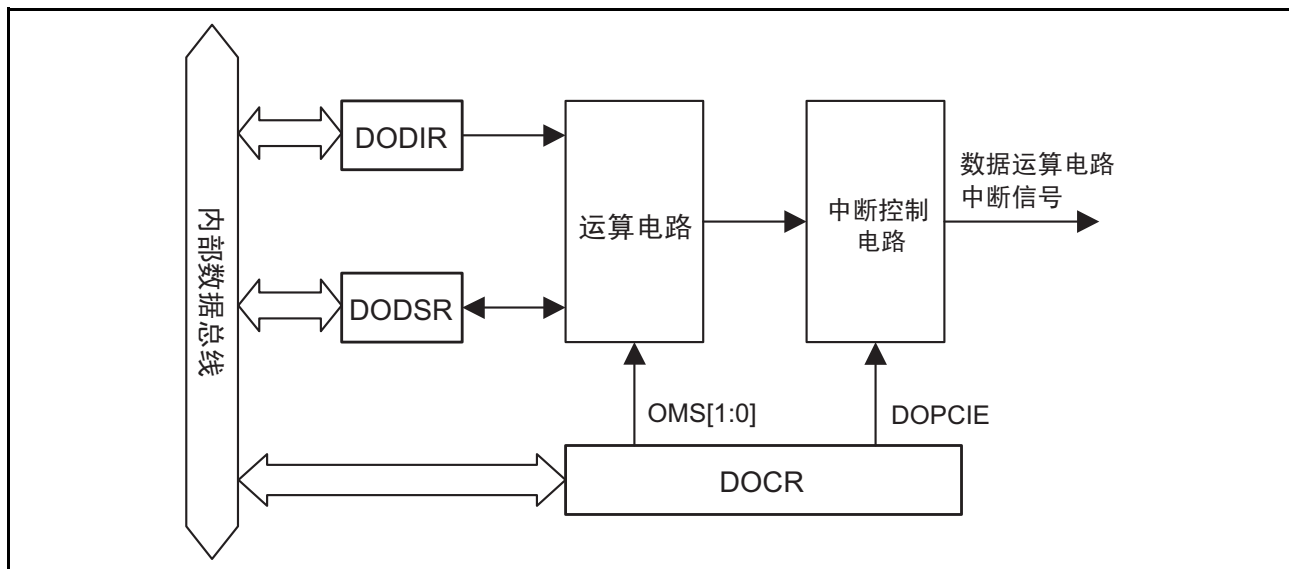 内部数据总线
DODIR
DODSR
运算电路
中断控制
电路
数据运算电路
中断信号
OMS[1:0]
DOPCIE
DOCR